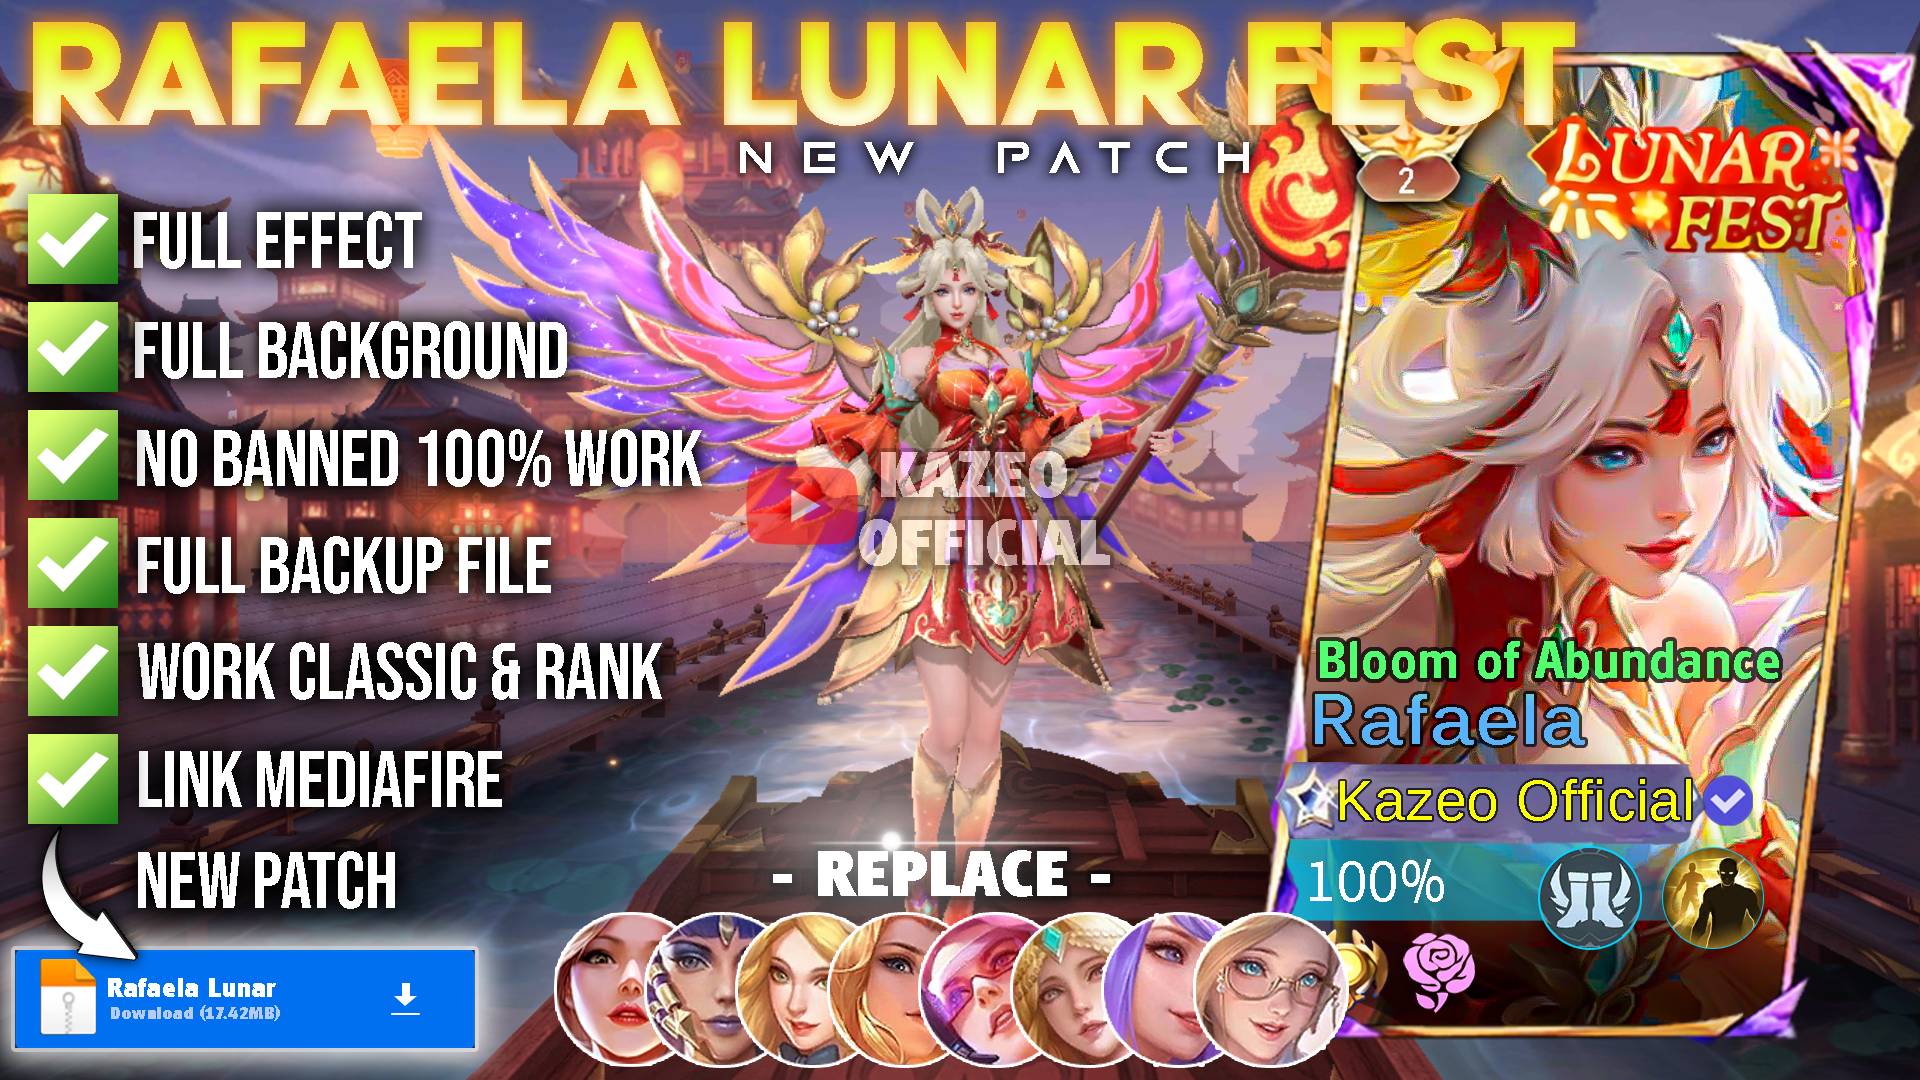 RAFAELA LUNAR FEST
NEW PATCH
FULL EFFECT
FULL BACKGROUND
NO BANNED 100% WORK
FULL BACKUP FILE
WORK CLASSIC & RANK
LINK MEDIAFIRE
NEW PATCH
Rafaela Lunar
Download (17.42MB)
KAZEO
OFFICIAL
- REPLACE -
2
LUNAR
FEST
Bloom of Abundance
Rafaela
Kazeo Official
100%